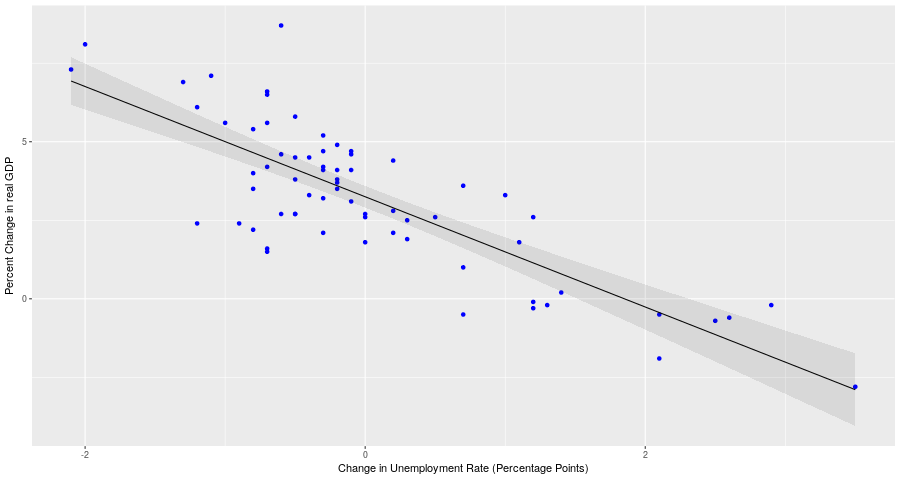 Percent Change in real GDP
5
0
-2
0
2
Change in Unemployment Rate (Percentage Points)